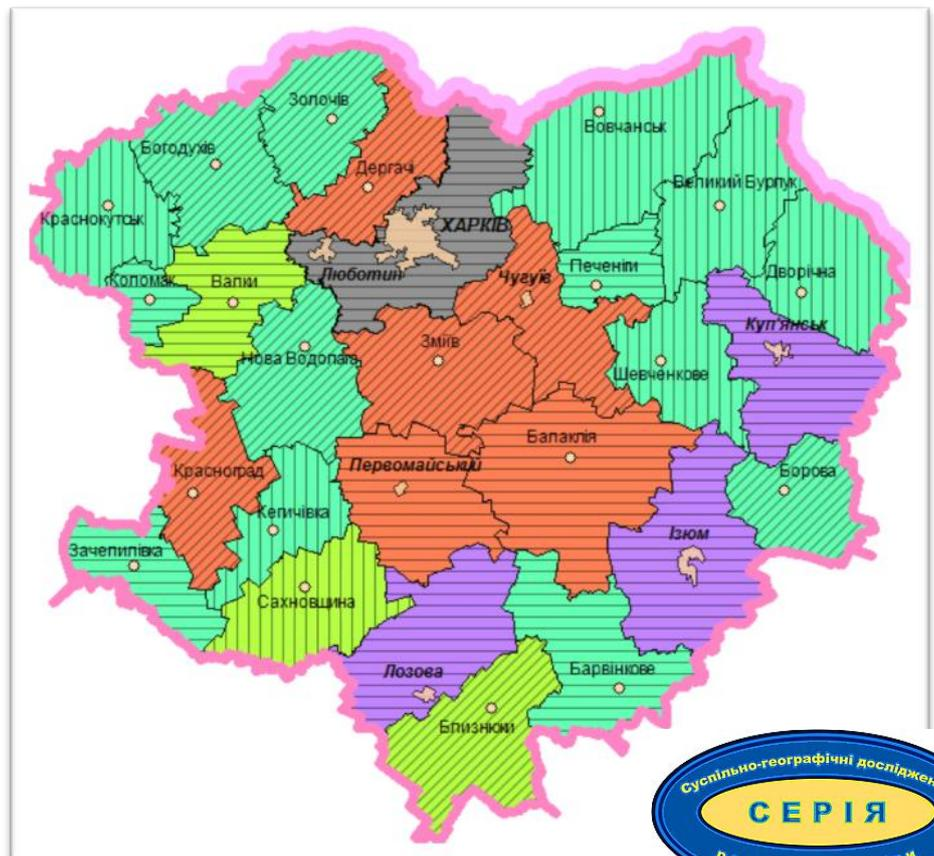 Золочів
Вовчанськ
Богодухів
Дергачі
Великий Бурлук
Краснокутськ
ХАРКІВ
Люботин
Печеніги
Дворічна
Коломак
Валки
Чугуїв
Куп'янськ
Нова Водолага
Зміїв
Шевченкове
Балаклія
Красноград
Первомайський
Борова
Кегичівка
Ізюм
Зачепилівка
Сахновщина
Лозова
Барвінкове
Близнюки
Суспільно-географічні
СЕРІЯ